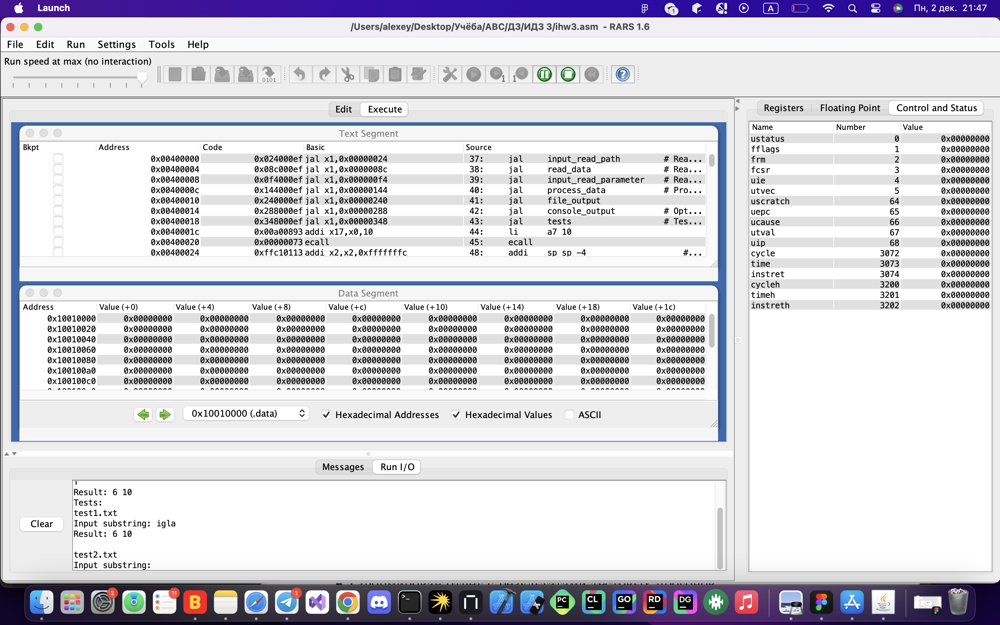 Launch
1
A
Пн, 2 дек. 21:47
/Users/alexey/Desktop/Учёба/АВС/ДЗ/ИДЗ 3/ihw3.asm - RARS 1.6
File Edit Run Settings Tools Help
Run speed at max (no interaction)
0101
1 1
?
Edit Execute
Registers Floating Point Control and Status
Text Segment
Bkpt Address Code Basic Source
0x00400000 0x024000ef jal x1,0x00000024 37: jal input_read_path # Rea...
0x00400004 0x08c000ef jal x1,0x0000008c 38: jal read_data # Rea...
0x00400008 0x0f4000ef jal x1,0x000000f4 39: jal input_read_parameter # Rea...
0x0040000c 0x144000ef jal x1,0x00000144 40: jal process_data # Pro...
0x00400010 0x240000ef jal x1,0x00000240 41: jal file_output
0x00400014 0x288000ef jal x1,0x00000288 42: jal console_output # Opt...
0x00400018 0x348000ef jal x1,0x00000348 43: jal tests # Tes...
0x0040001c 0x00a00893 addi x17,x0,10 44: li a7 10
0x00400020 0x00000073 ecall 45: ecall
0x00400024 0xffc10113 addi x2,x2,0xfffffffc 48: addi sp sp -4 #...
Data Segment
Address Value (+0) Value (+4) Value (+8) Value (+c) Value (+10) Value (+14) Value (+18) Value (+1c)
0x10010000 0x00000000 0x00000000 0x00000000 0x00000000 0x00000000 0x00000000 0x00000000 0x00000000
0x10010020 0x00000000 0x00000000 0x00000000 0x00000000 0x00000000 0x00000000 0x00000000 0x00000000
0x10010040 0x00000000 0x00000000 0x00000000 0x00000000 0x00000000 0x00000000 0x00000000 0x00000000
0x10010060 0x00000000 0x00000000 0x00000000 0x00000000 0x00000000 0x00000000 0x00000000 0x00000000
0x10010080 0x00000000 0x00000000 0x00000000 0x00000000 0x00000000 0x00000000 0x00000000 0x00000000
0x100100a0 0x00000000 0x00000000 0x00000000 0x00000000 0x00000000 0x00000000 0x00000000 0x00000000
0x100100c0 0x00000000 0x00000000 0x00000000 0x00000000 0x00000000 0x00000000 0x00000000 0x00000000
0x10010000 (.data) Hexadecimal Addresses Hexadecimal Values ASCII
Name Number Value
ustatus 0 0x00000000
fflags 1 0x00000000
frm 2 0x00000000
fcsr 3 0x00000000
uie 4 0x00000000
utvec 5 0x00000000
uscratch 64 0x00000000
uepc 65 0x00000000
ucause 66 0x00000000
utval 67 0x00000000
uip 68 0x00000000
cycle 3072 0x00000000
time 3073 0x00000000
instret 3074 0x00000000
cycleh 3200 0x00000000
timeh 3201 0x00000000
instreth 3202 0x00000000
Messages Run I/O
Clear
Result: 6 10
Tests:
test1.txt
Input substring: igla
Result: 6 10
test2.txt
Input substring:
2 11 B 1 >_ PC CL GO RD DG